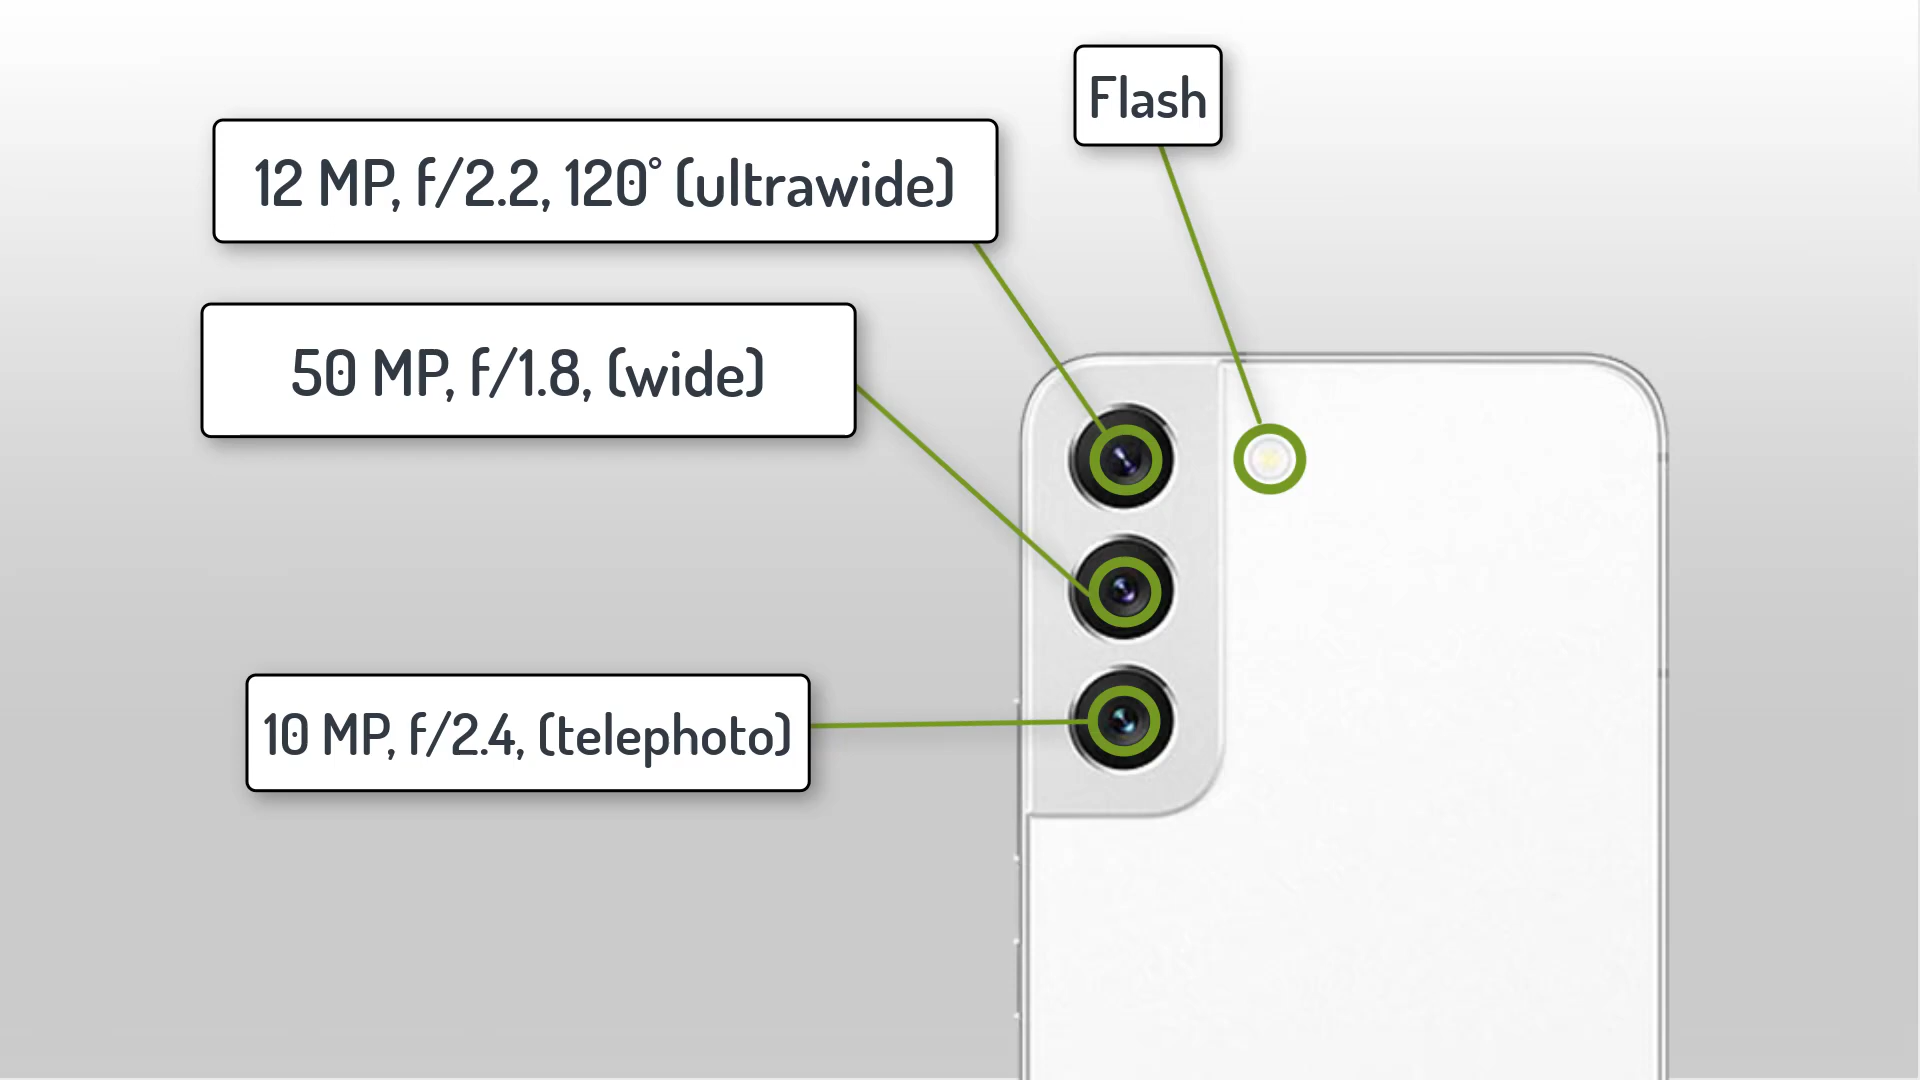 Flash
12 MP, f/2.2, 120° (ultrawide)
50 MP, f/1.8, (wide)
10 MP, f/2.4, (telephoto)